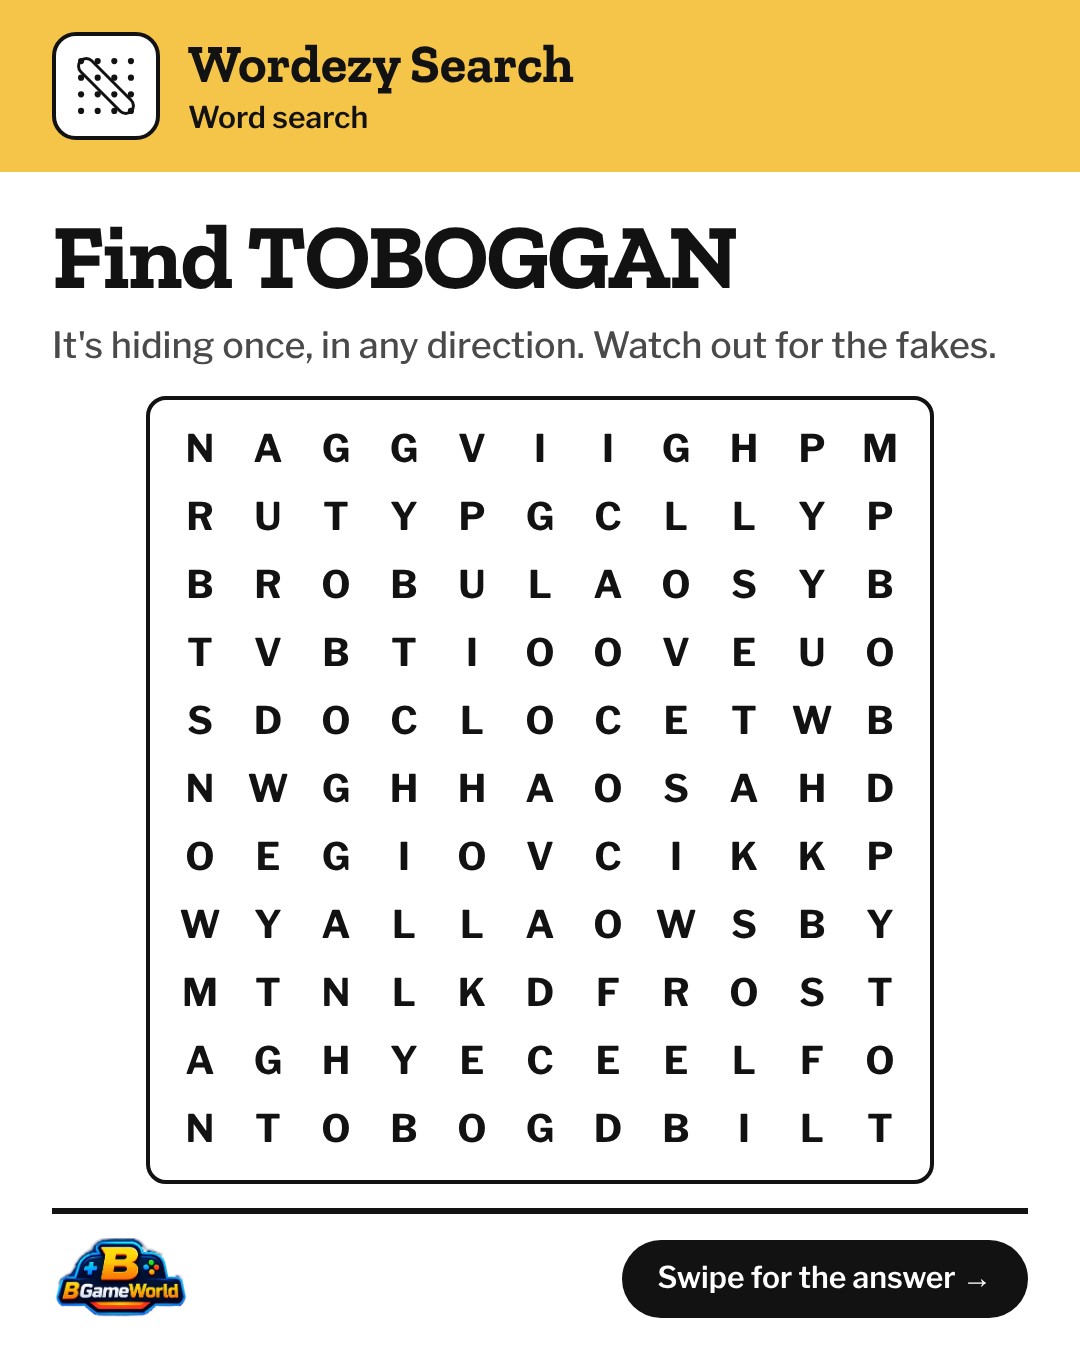 Wordezy Search
Word search
Find TOBOGGAN
It's hiding once, in any direction. Watch out for the fakes.
N A G G V I I G H P M
R U T Y P G C L L Y P
B R O B U L A O S Y B
T V B T I O O V E U O
S D O C L O C E T W B
N W G H H A O S A H D
O E G I O V C I K K P
W Y A L L A O W S B Y
M T N L K D F R O S T
A G H Y E C E E L F O
N T O B O G D B I L T
B
BGameWorld
Swipe for the answer →